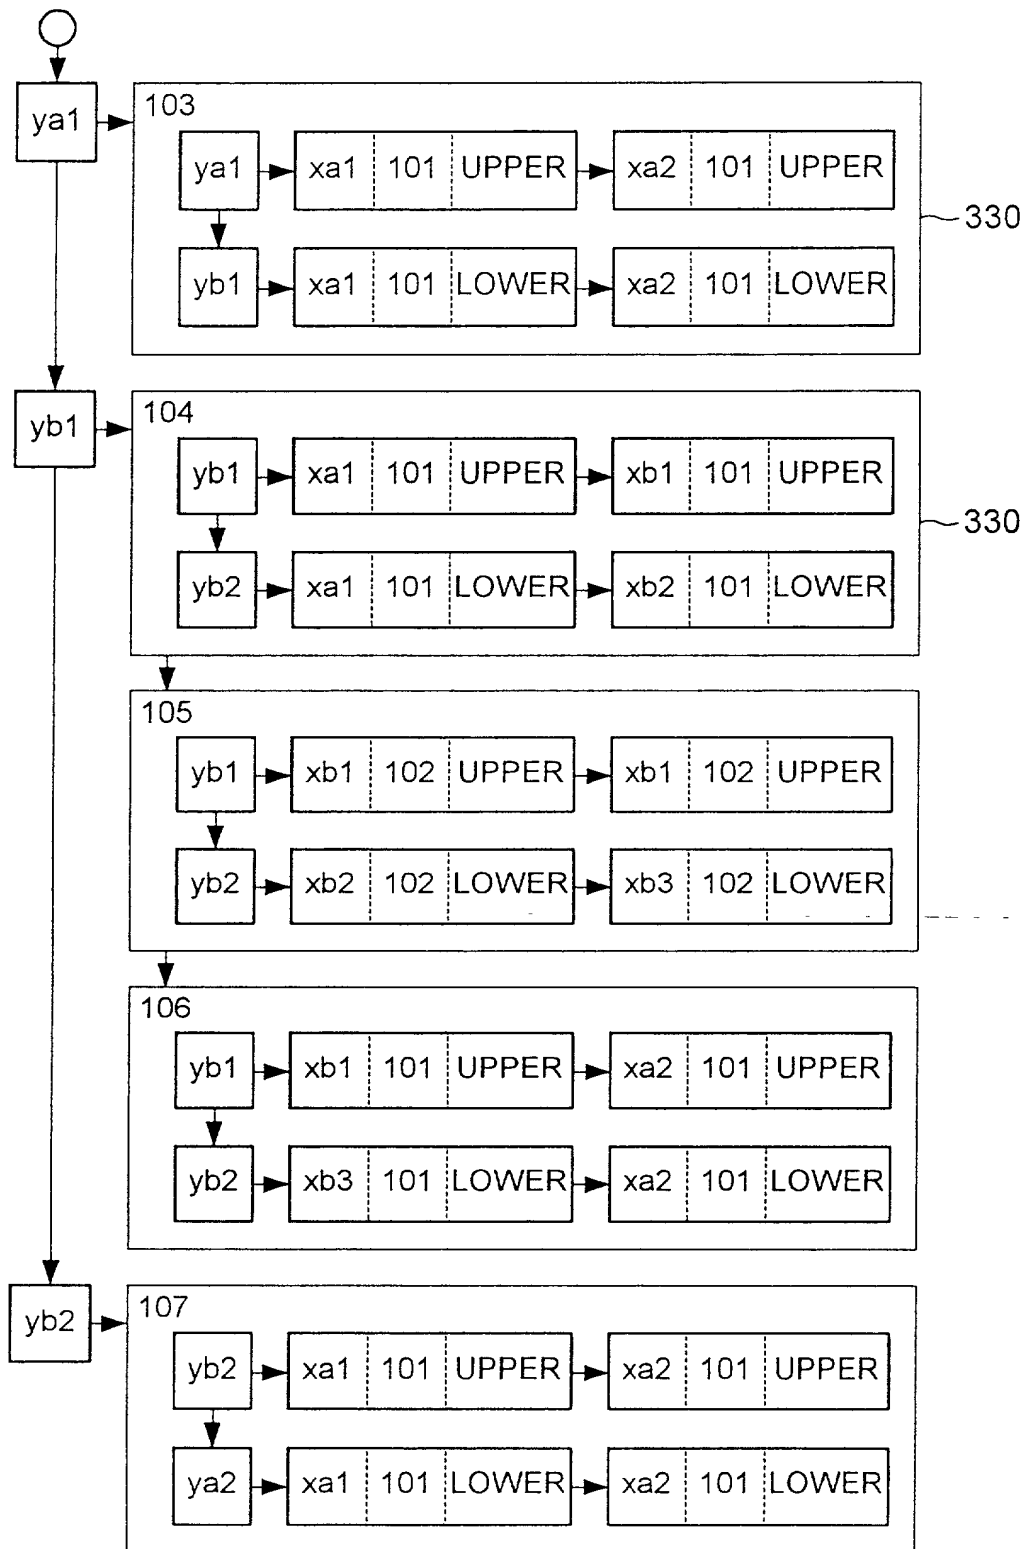 103
ya1
ya1 xa1 101 UPPER xa2 101 UPPER
330
yb1 xa1 101 LOWER xa2 101 LOWER
104
yb1
yb1 xa1 101 UPPER xb1 101 UPPER
330
yb2 xa1 101 LOWER xb2 101 LOWER
105
yb1 xb1 102 UPPER xb1 102 UPPER
yb2 xb2 102 LOWER xb3 102 LOWER
106
yb1 xb1 101 UPPER xa2 101 UPPER
yb2 xb3 101 LOWER xa2 101 LOWER
107
yb2
yb2 xa1 101 UPPER xa2 101 UPPER
ya2 xa1 101 LOWER xa2 101 LOWER